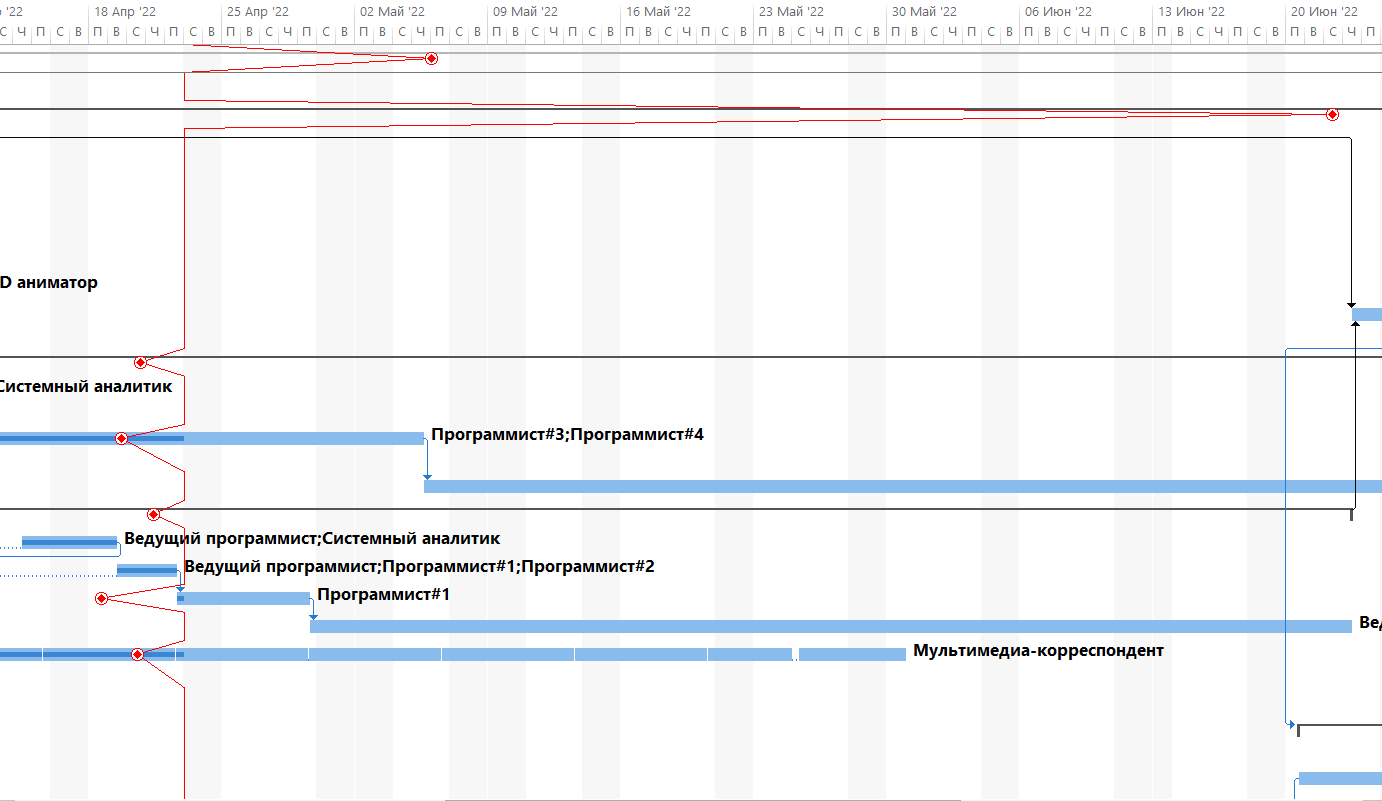 '22 18 Апр '22 25 Апр '22 02 Май '22 09 Май '22 16 Май '22 23 Май '22 30 Май '22 06 Июн '22 13 Июн '22 20 Июн '22
С Ч П С В П В С Ч П С В П В С Ч П С В П В С Ч П С В П В С Ч П С В П В С Ч П С В П В С Ч П С В П В С Ч П С В П В С Ч П С В П В С Ч П С В П В С Ч П
D аниматор
Системный аналитик
Программист#3;Программист#4
Ведущий программист;Системный аналитик
Ведущий программист;Программист#1;Программист#2
Программист#1
Мультимедиа-корреспондент